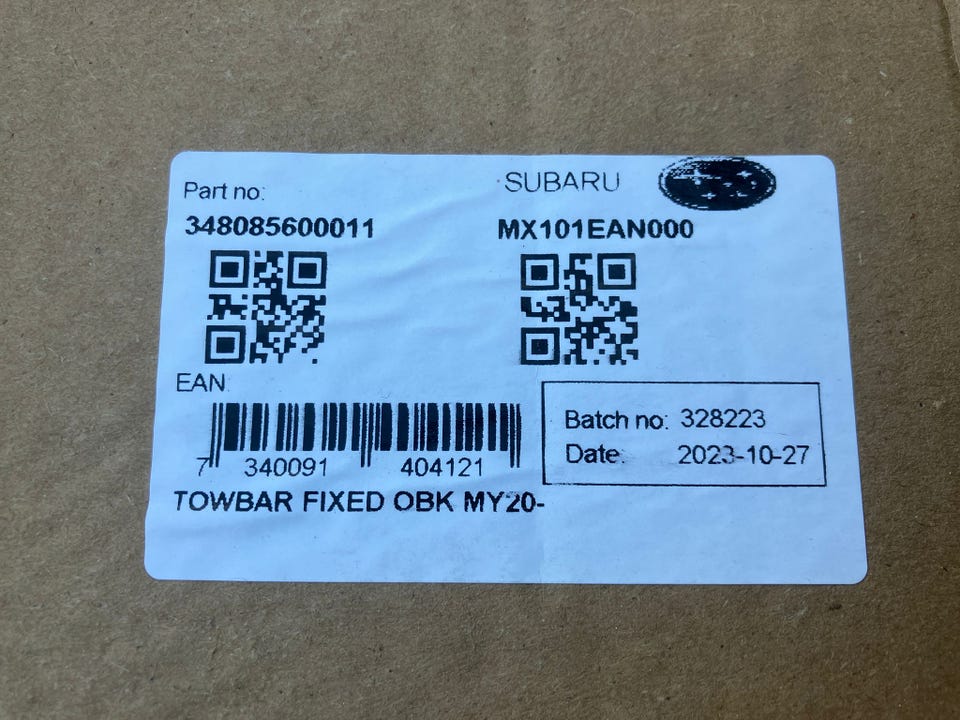 Part no:
SUBARU
348085600011
MX101EAN000
EAN
7 340091 404121
Batch no: 328223
Date: 2023-10-27
TOWBAR FIXED OBK MY20-